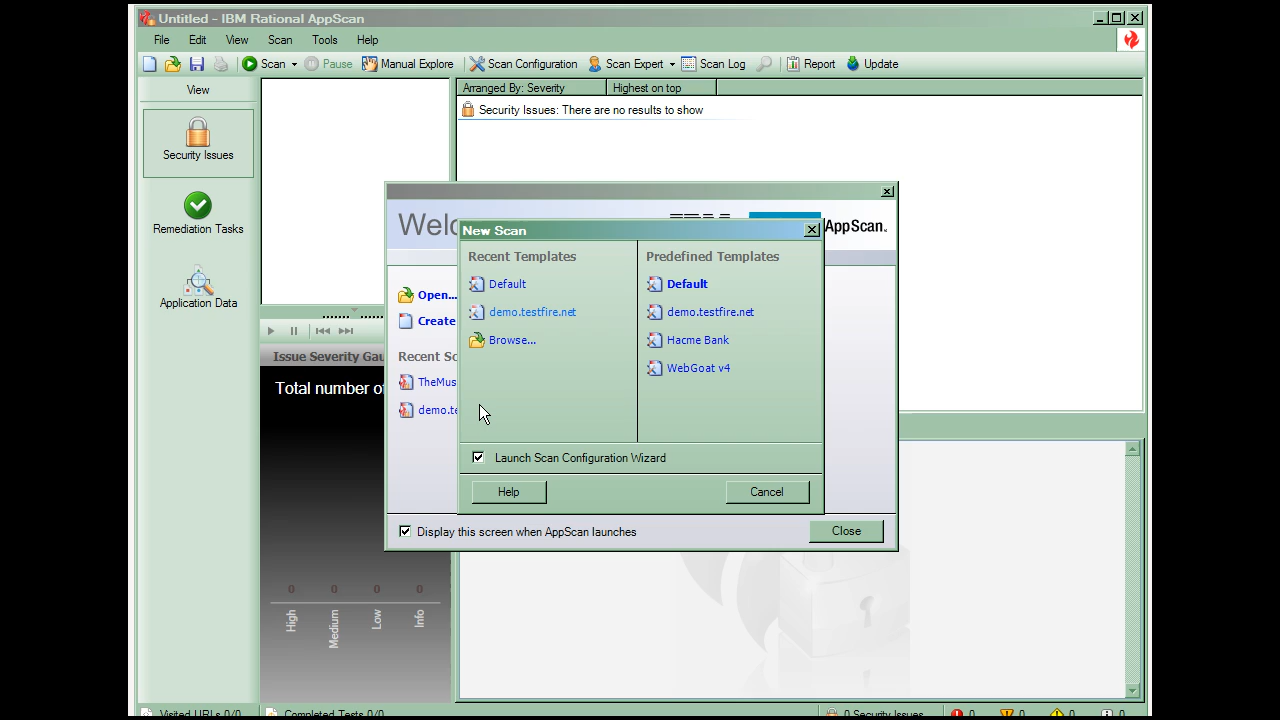 Untitled - IBM Rational AppScan
File Edit View Scan Tools Help
Scan Pause Manual Explore Scan Configuration Scan Expert Scan Log Report Update
View
Security Issues
Remediation Tasks
Application Data
Arranged By: Severity Highest on top
Security Issues: There are no results to show
AppScan.
Open...
Create
TheMus
New Scan
Recent Templates
Default
demo.testfire.net
Browse...
Predefined Templates
Default
demo.testfire.net
Hacme Bank
WebGoat v4
Launch Scan Configuration Wizard
Help Cancel
Display this screen when AppScan launches
Close
Issue Severity Gau
Total number of
0 0 0 0
High Medium Low Info
Visited URLs 0/0 Completed Tests 0/0 0 Security Issues 0 0 0 0